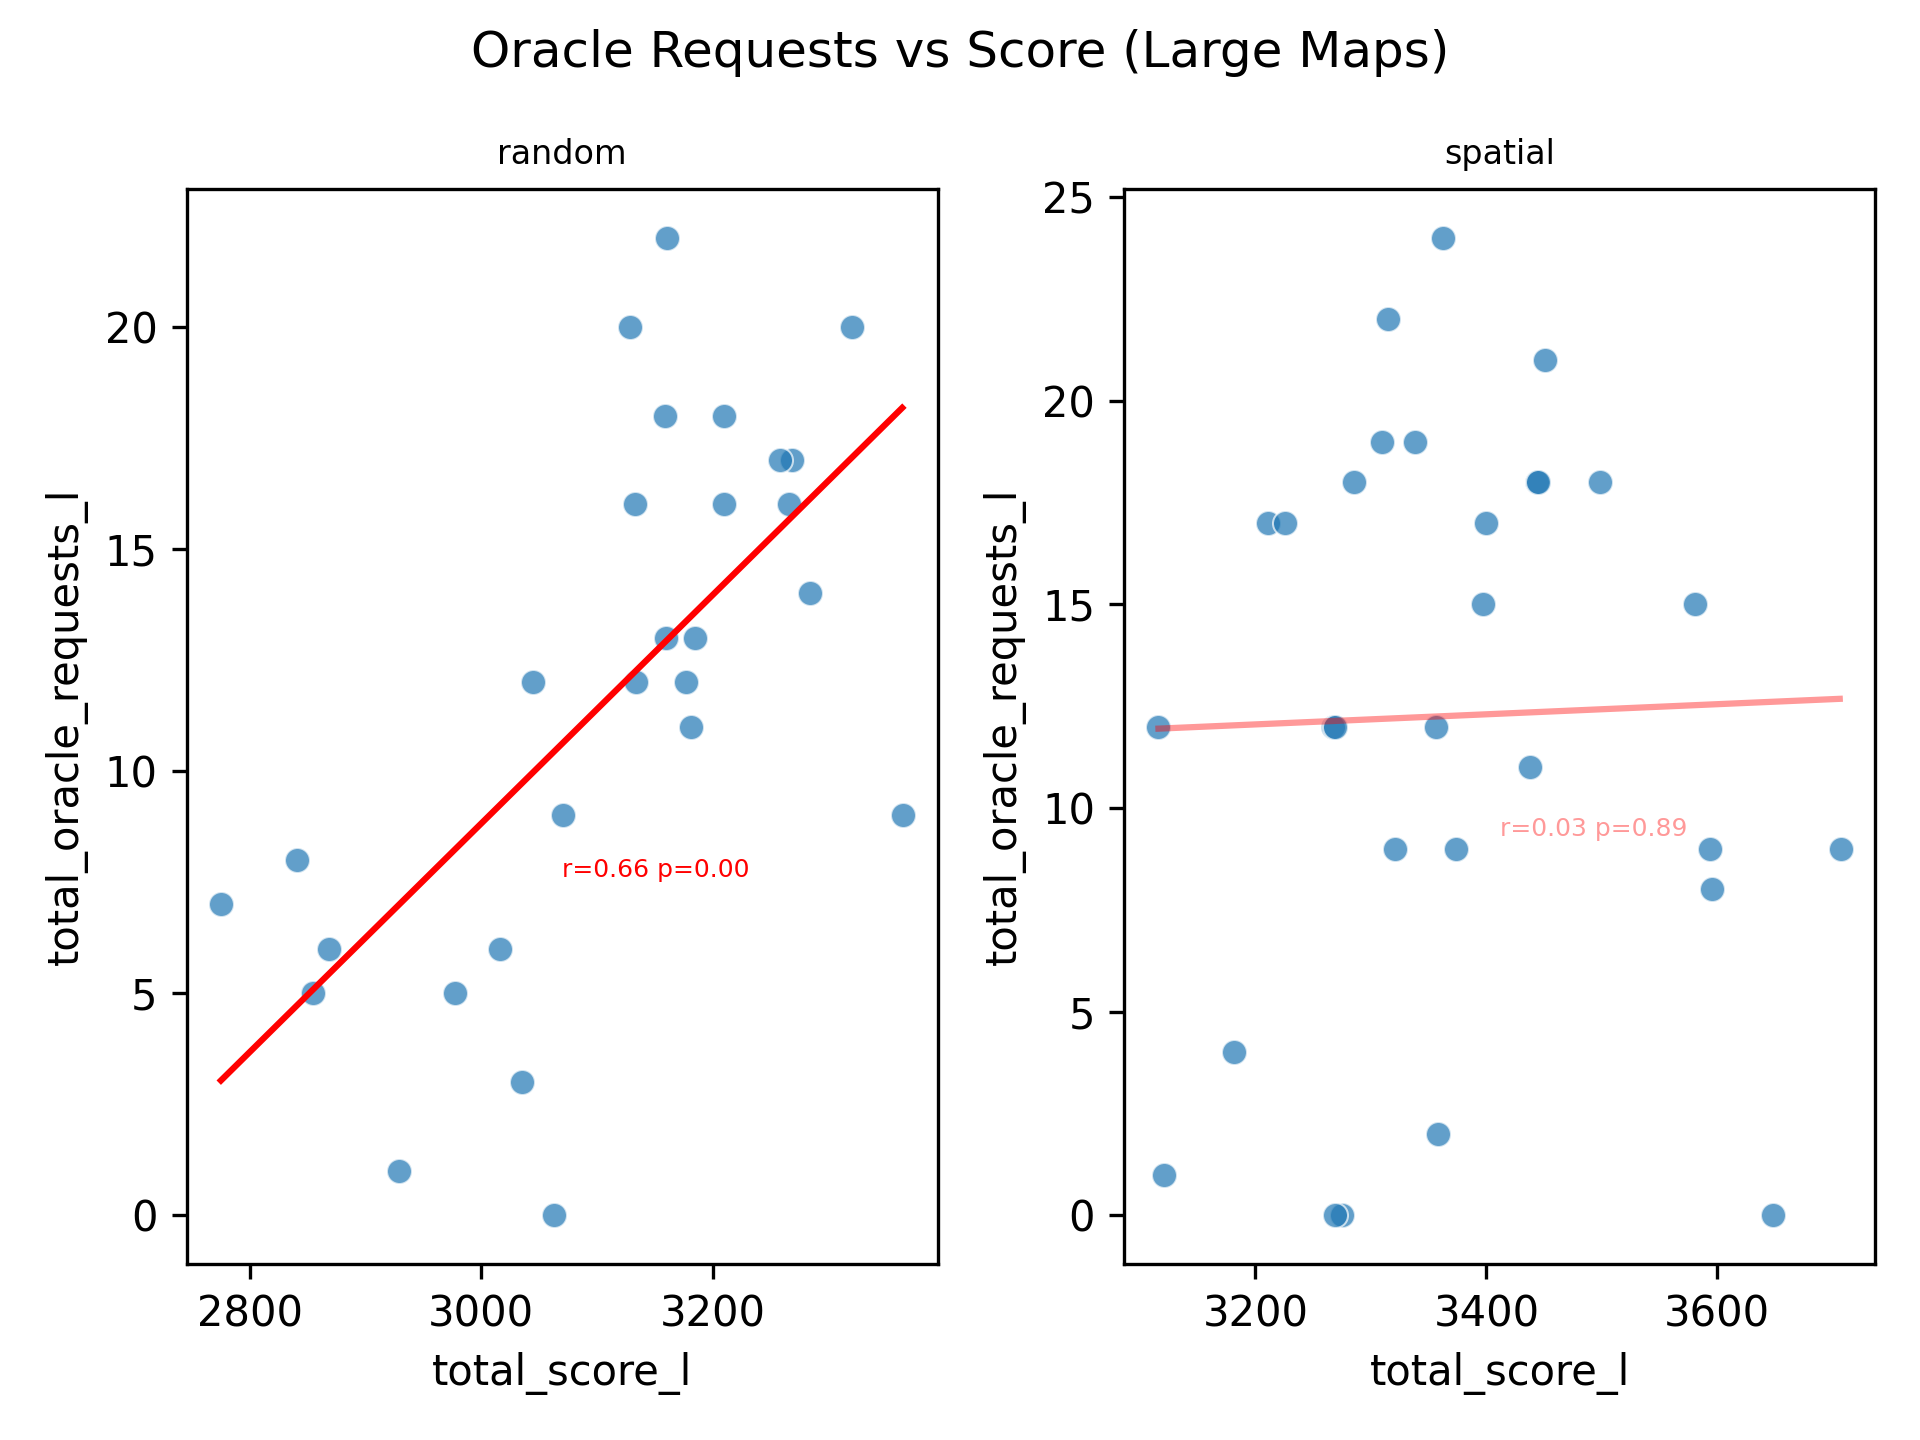 Oracle Requests vs Score (Large Maps)
random
total_oracle_requests_l
20
15
10
5
0
r=0.66 p=0.00
2800 3000 3200
total_score_l
spatial
total_oracle_requests_l
25
20
15
10
5
0
r=0.03 p=0.89
3200 3400 3600
total_score_l